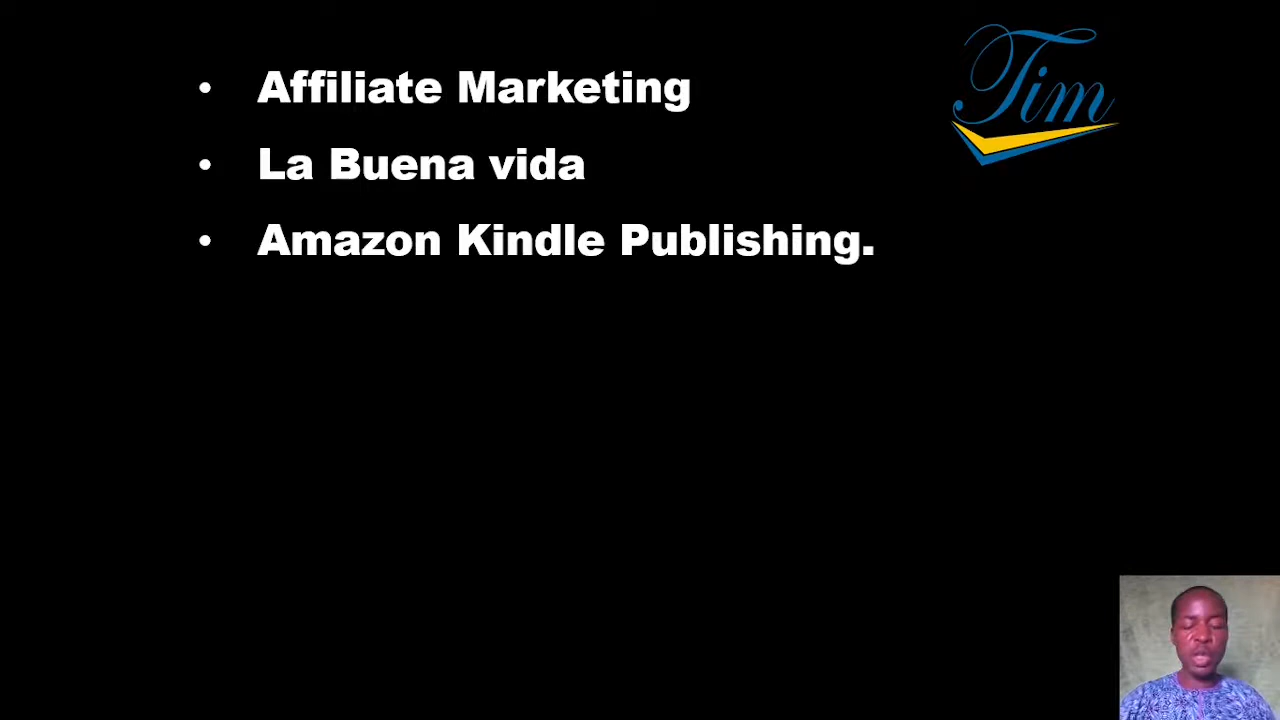 • Affiliate Marketing
Tim
• La Buena vida
• Amazon Kindle Publishing.